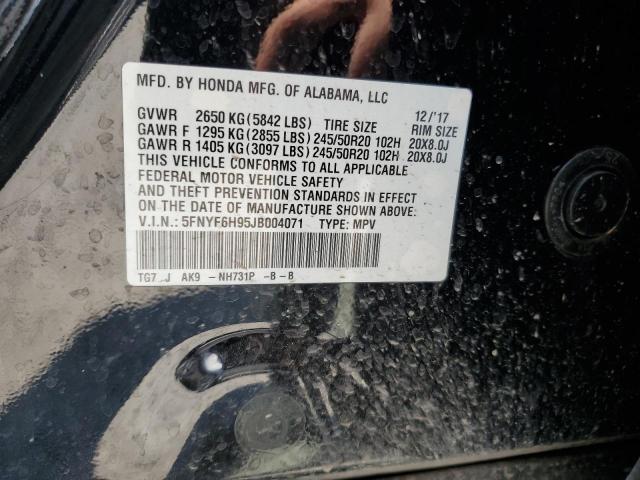 MFD. BY HONDA MFG. OF ALABAMA, LLC
GVWR 2650 KG (5842 LBS) TIRE SIZE 12/'17 RIM SIZE
GAWR F 1295 KG (2855 LBS) 245/50R20 102H 20X8.0J
GAWR R 1405 KG (3097 LBS) 245/50R20 102H 20X8.0J
THIS VEHICLE CONFORMS TO ALL APPLICABLE
FEDERAL MOTOR VEHICLE SAFETY
AND THEFT PREVENTION STANDARDS IN EFFECT
ON THE DATE OF MANUFACTURE SHOWN ABOVE.
V.I.N.: 5FNYF6H95JB004071 TYPE: MPV
TG7 J AK9 -NH731P -B -B